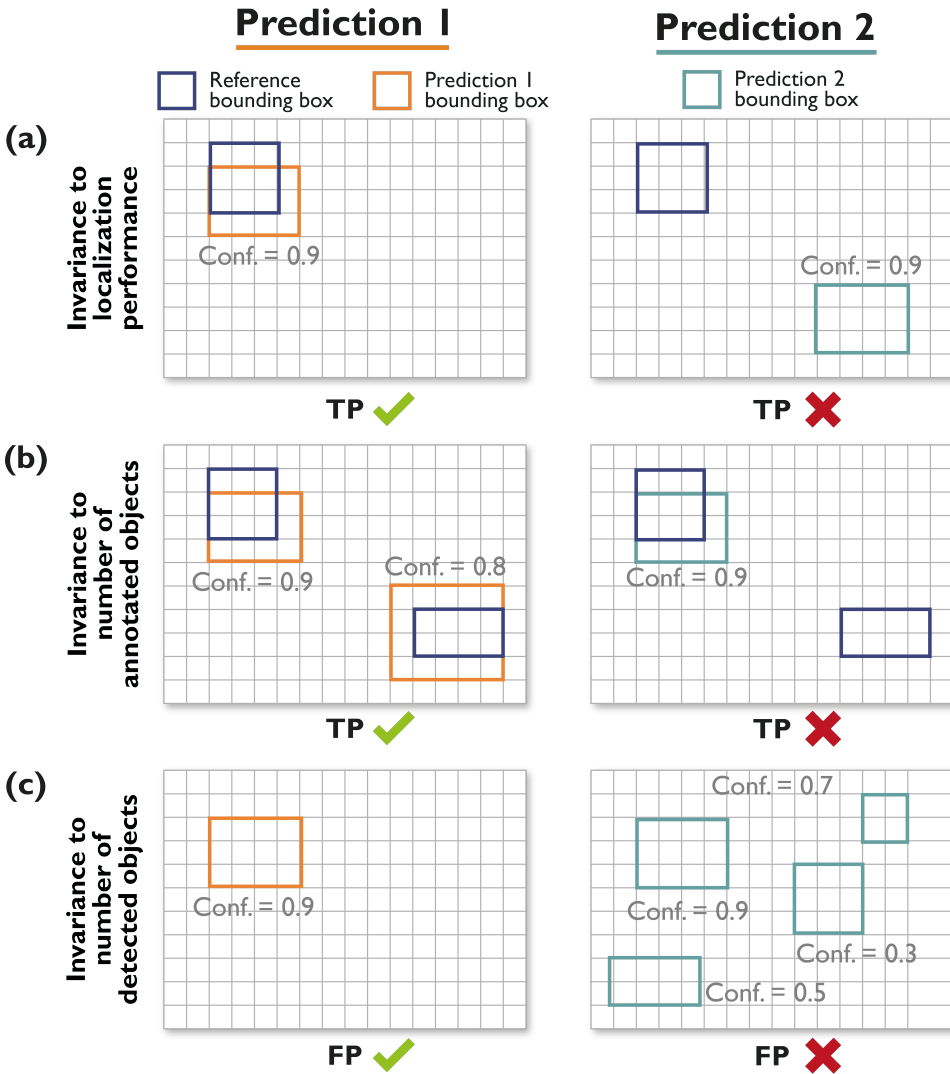 Prediction 1
Prediction 2
Reference
bounding box
Prediction 1
bounding box
Prediction 2
bounding box
(a)
Invariance to
localization
performance
Conf. = 0.9
Conf. = 0.9
TP
TP
(b)
Invariance to
number of
annotated objects
Conf. = 0.9
Conf. = 0.8
Conf. = 0.9
TP
TP
(c)
Invariance to
number of
detected objects
Conf. = 0.9
Conf. = 0.7
Conf. = 0.9
Conf. = 0.3
Conf. = 0.5
FP
FP